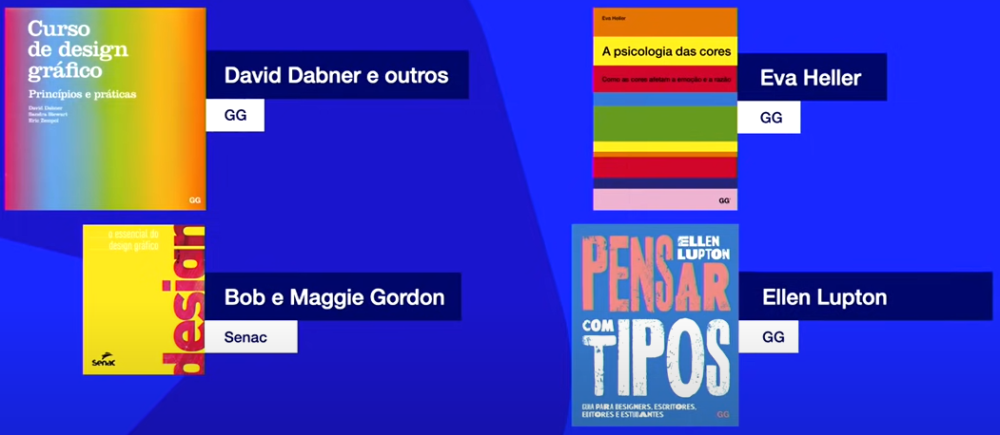 Curso
de design
gráfico
Princípios e práticas
David Dabner
Sandra Stewart
Eric Zempol
GG
David Dabner e outros
GG
Eva Heller
A psicologia das cores
Como as cores afetam a emoção e a razão
GG
Eva Heller
GG
o essencial do
design gráfico
design
Senac
Bob e Maggie Gordon
Senac
PENSAR
ELLEN
LUPTON
COM
TIPOS
GUIA PARA DESIGNERS, ESCRITORES,
EDITORES E ESTUDANTES
GG
Ellen Lupton
GG